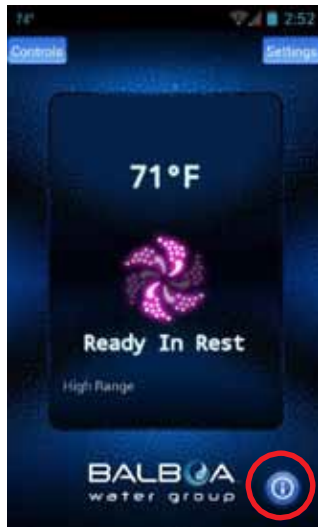 74° 2:52
Controls Settings
71°F
Ready In Rest
High Range
BALBOA
water group